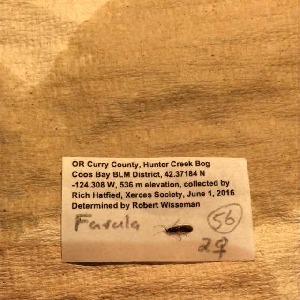 OR Curry County, Hunter Creek Bog
Coos Bay BLM District, 42.37184 N
-124.308 W, 536 m elevation, collected by
Rich Hatfield, Xerces Society, June 1, 2016
Determined by Robert Wisseman
Farula
56
2♀